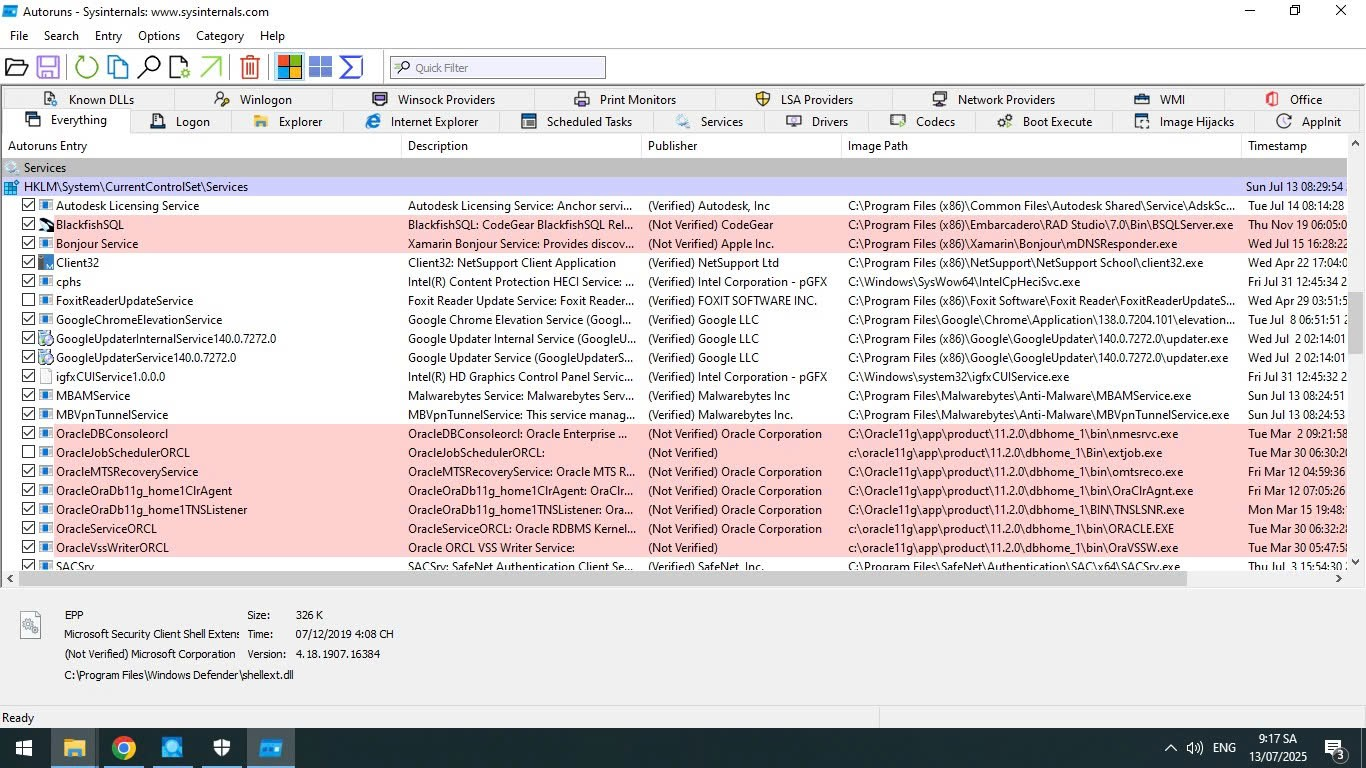 Autoruns - Sysinternals: www.sysinternals.com
File Search Entry Options Category Help
Quick Filter
Known DLLs Winlogon Winsock Providers Print Monitors LSA Providers Network Providers WMI Office
Everything Logon Explorer Internet Explorer Scheduled Tasks Services Drivers Codecs Boot Execute Image Hijacks AppInit
Autoruns Entry Description Publisher Image Path Timestamp
Services
HKLM\System\CurrentControlSet\Services Sun Jul 13 08:29:54
Autodesk Licensing Service Autodesk Licensing Service: Anchor servi... (Verified) Autodesk, Inc C:\Program Files (x86)\Common Files\Autodesk Shared\Service\AdskSc... Tue Jul 14 08:14:28
BlackfishSQL BlackfishSQL: CodeGear BlackfishSQL Rel... (Not Verified) CodeGear C:\Program Files (x86)\Embarcadero\RAD Studio\7.0\Bin\BSQLServer.exe Thu Nov 19 06:05:0
Bonjour Service Xamarin Bonjour Service: Provides discov... (Not Verified) Apple Inc. C:\Program Files (x86)\Xamarin\Bonjour\mDNSResponder.exe Wed Jul 15 16:28:22
Client32 Client32: NetSupport Client Application (Verified) NetSupport Ltd C:\Program Files (x86)\NetSupport\NetSupport School\client32.exe Wed Apr 22 17:04:0
cphs Intel(R) Content Protection HECI Service: ... (Verified) Intel Corporation - pGFX C:\Windows\SysWow64\IntelCpHeciSvc.exe Fri Jul 31 12:45:34 2
FoxitReaderUpdateService Foxit Reader Update Service: Foxit Reader... (Verified) FOXIT SOFTWARE INC. C:\Program Files (x86)\Foxit Software\Foxit Reader\FoxitReaderUpdateS... Wed Apr 29 03:51:5
GoogleChromeElevationService Google Chrome Elevation Service (Googl... (Verified) Google LLC C:\Program Files\Google\Chrome\Application\138.0.7204.101\elevation... Tue Jul 8 06:51:51 2
GoogleUpdaterInternalService140.0.7272.0 Google Updater Internal Service (GoogleU... (Verified) Google LLC C:\Program Files (x86)\Google\GoogleUpdater\140.0.7272.0\updater.exe Wed Jul 2 02:14:01
GoogleUpdaterService140.0.7272.0 Google Updater Service (GoogleUpdaterS... (Verified) Google LLC C:\Program Files (x86)\Google\GoogleUpdater\140.0.7272.0\updater.exe Wed Jul 2 02:14:01
igfxCUIService1.0.0.0 Intel(R) HD Graphics Control Panel Servic... (Verified) Intel Corporation - pGFX C:\Windows\system32\igfxCUIService.exe Fri Jul 31 12:45:32 2
MBAMService Malwarebytes Service: Malwarebytes Serv... (Verified) Malwarebytes Inc C:\Program Files\Malwarebytes\Anti-Malware\MBAMService.exe Sun Jul 13 08:24:51
MBVpnTunnelService MBVpnTunnelService: This service manag... (Verified) Malwarebytes Inc. C:\Program Files\Malwarebytes\Anti-Malware\MBVpnTunnelService.exe Sun Jul 13 08:24:53
OracleDBConsoleorcl OracleDBConsoleorcl: Oracle Enterprise ... (Not Verified) Oracle Corporation C:\Oracle11g\app\product\11.2.0\dbhome_1\bin\nmesrvc.exe Tue Mar 2 09:21:58
OracleJobSchedulerORCL OracleJobSchedulerORCL: (Not Verified) c:\oracle11g\app\product\11.2.0\dbhome_1\Bin\extjob.exe Tue Mar 30 06:30:20
OracleMTSRecoveryService OracleMTSRecoveryService: Oracle MTS R... (Not Verified) Oracle Corporation C:\Oracle11g\app\product\11.2.0\dbhome_1\bin\omtsreco.exe Fri Mar 12 04:59:36
OracleOraDb11g_home1ClrAgent OracleOraDb11g_home1ClrAgent: OraClr... (Not Verified) Oracle Corporation C:\Oracle11g\app\product\11.2.0\dbhome_1\bin\OraClrAgnt.exe Fri Mar 12 07:05:26
OracleOraDb11g_home1TNSListener OracleOraDb11g_home1TNSListener: Ora... (Not Verified) Oracle Corporation C:\Oracle11g\app\product\11.2.0\dbhome_1\BIN\TNSLSNR.exe Mon Mar 15 19:48:
OracleServiceORCL OracleServiceORCL: Oracle RDBMS Kernel... (Not Verified) Oracle Corporation c:\oracle11g\app\product\11.2.0\dbhome_1\bin\ORACLE.EXE Tue Mar 30 06:32:28
OracleVssWriterORCL Oracle ORCL VSS Writer Service: (Not Verified) c:\oracle11g\app\product\11.2.0\dbhome_1\bin\OraVSSW.exe Tue Mar 30 05:47:58
SACSrv SACSrv: SafeNet Authentication Client Se... (Verified) SafeNet, Inc. C:\Program Files\SafeNet\Authentication\SAC\x64\SACSrv.exe Thu Jul 3 15:54:30
EPP Size: 326 K
Microsoft Security Client Shell Extens Time: 07/12/2019 4:08 CH
(Not Verified) Microsoft Corporation Version: 4.18.1907.16384
C:\Program Files\Windows Defender\shellext.dll
Ready
ENG 9:17 SA
13/07/2025
3